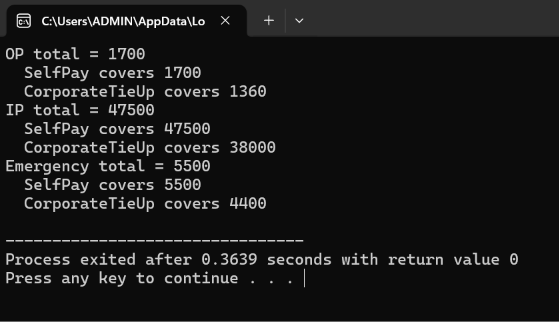 C:\Users\ADMIN\AppData\Lo
OP total = 1700
  SelfPay covers 1700
  CorporateTieUp covers 1360
IP total = 47500
  SelfPay covers 47500
  CorporateTieUp covers 38000
Emergency total = 5500
  SelfPay covers 5500
  CorporateTieUp covers 4400
--------------------------------
Process exited after 0.3639 seconds with return value 0
Press any key to continue . . .